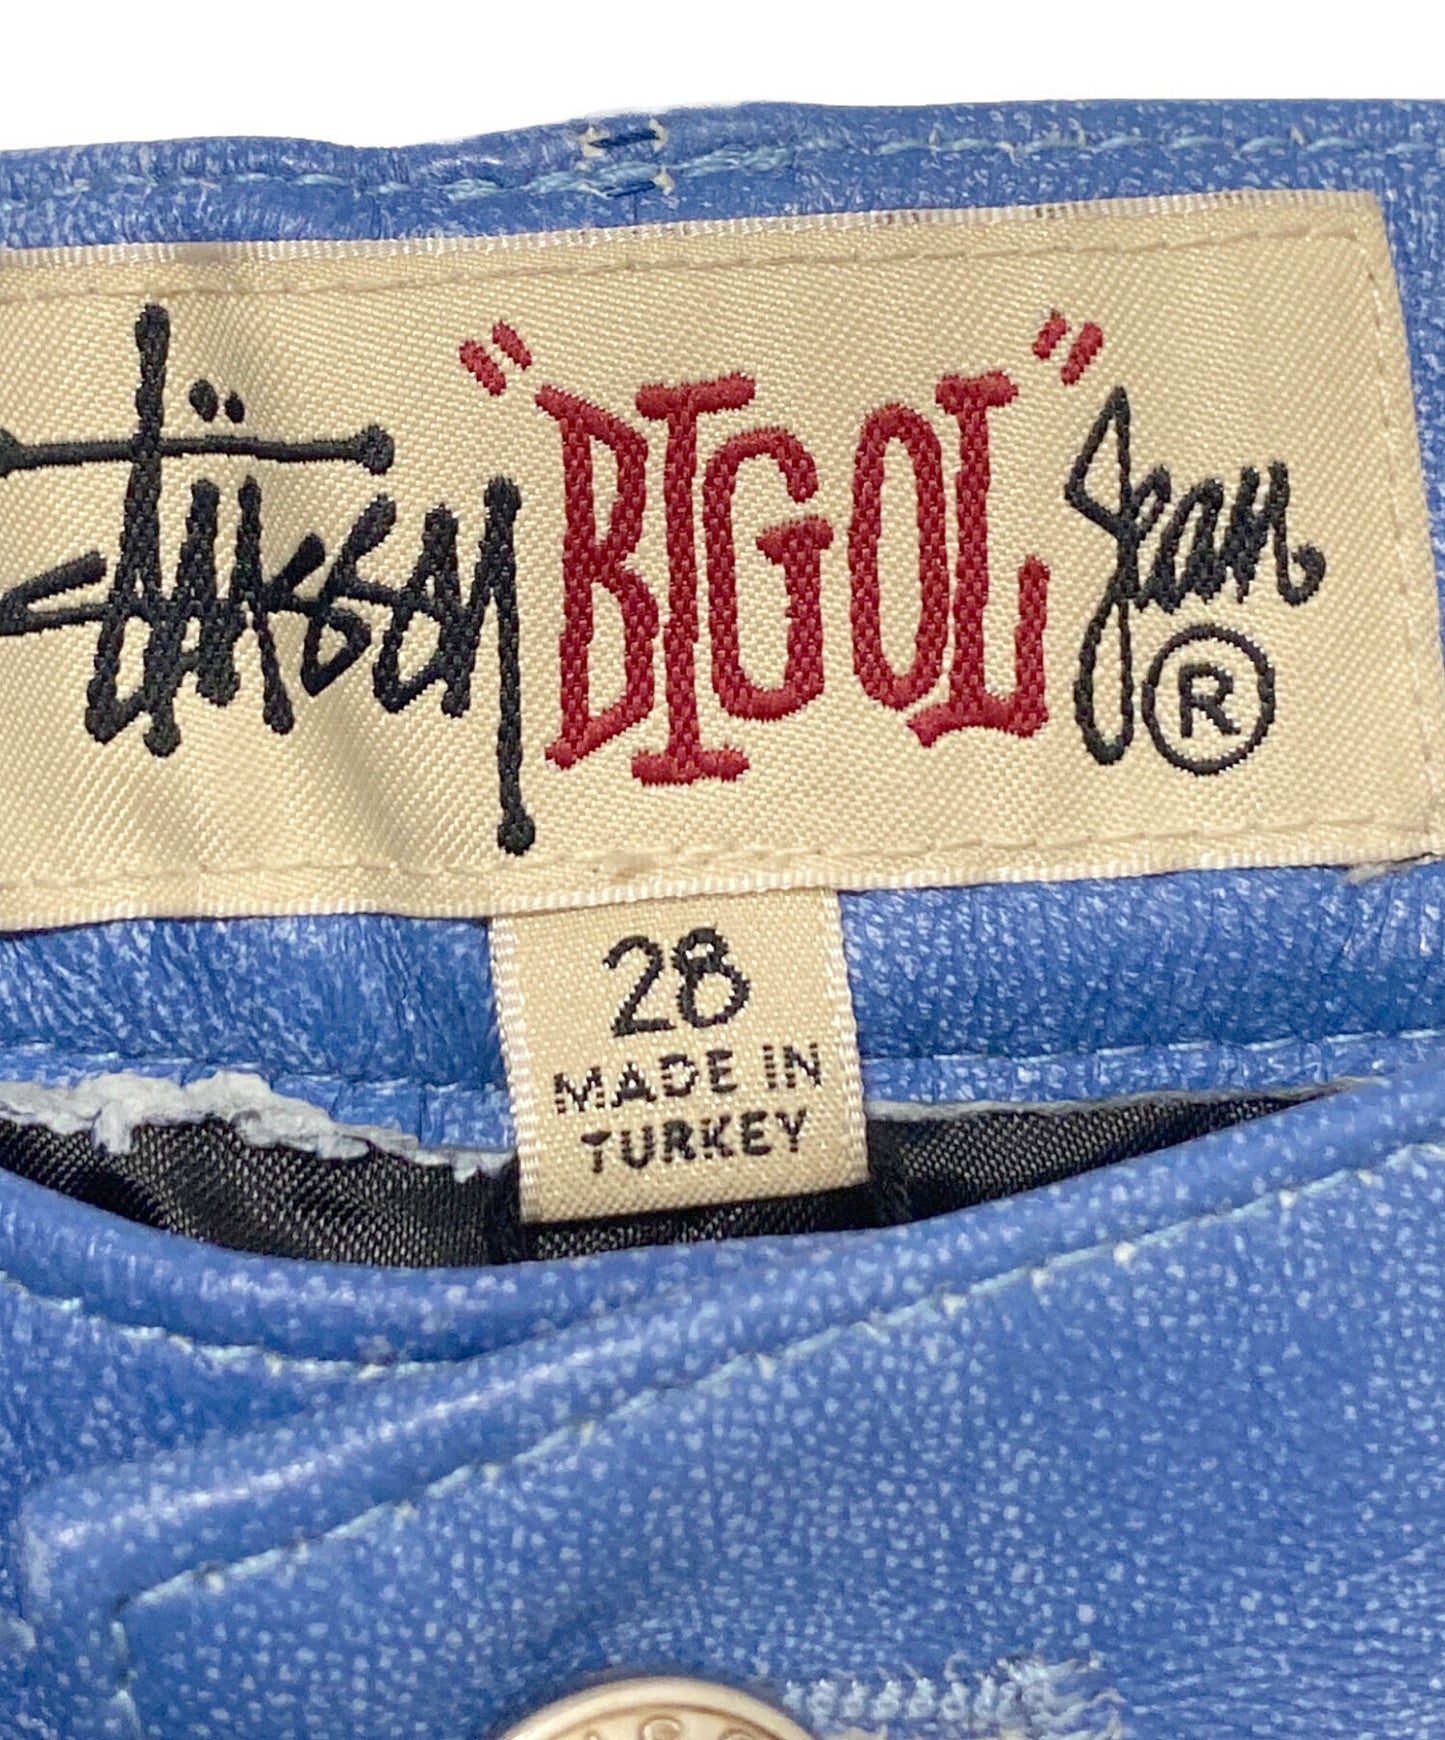 Stüssy "BIG OL" Jean ®
28
MADE IN
TURKEY